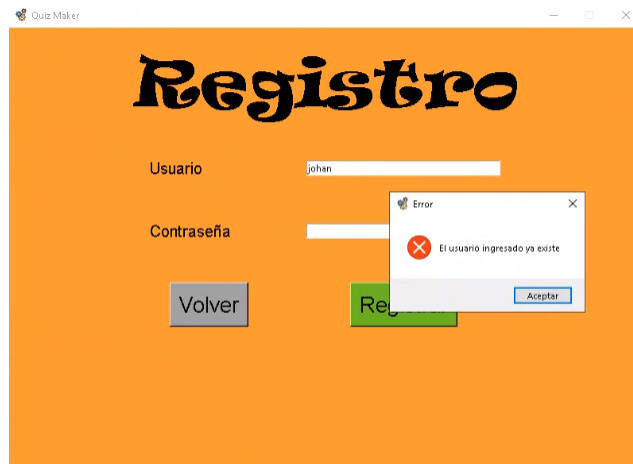 Quiz Maker
Registro
Usuario
johan
Error
El usuario ingresado ya existe
Contraseña
Aceptar
Volver